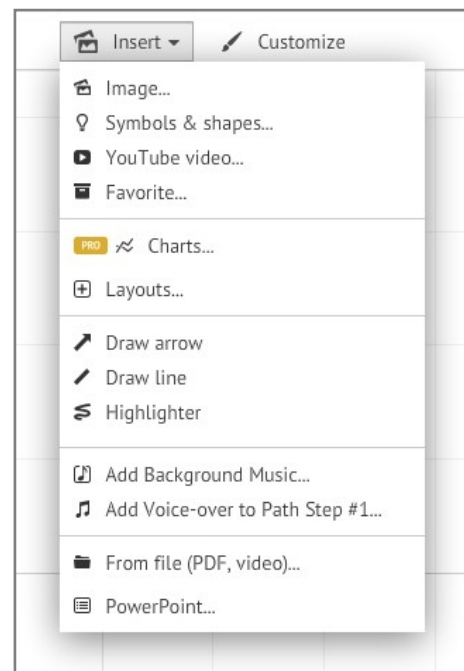 Insert Customize
Image...
Symbols & shapes...
YouTube video...
Favorite...
PRO Charts...
Layouts...
Draw arrow
Draw line
Highlighter
Add Background Music...
Add Voice-over to Path Step #1...
From file (PDF, video)...
PowerPoint...